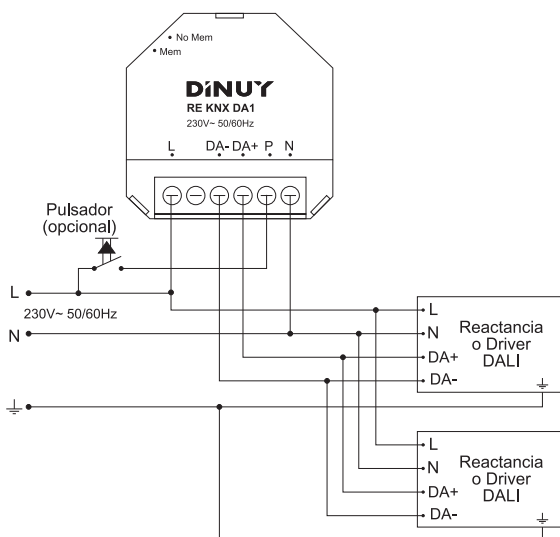 No Mem
Mem
DiNUY
RE KNX DA1
230V~ 50/60Hz
L DA- DA+ P N
Pulsador
(opcional)
L
230V~ 50/60Hz
N
L
N
DA+
DA-
Reactancia
o Driver
DALI
L
N
DA+
DA-
Reactancia
o Driver
DALI